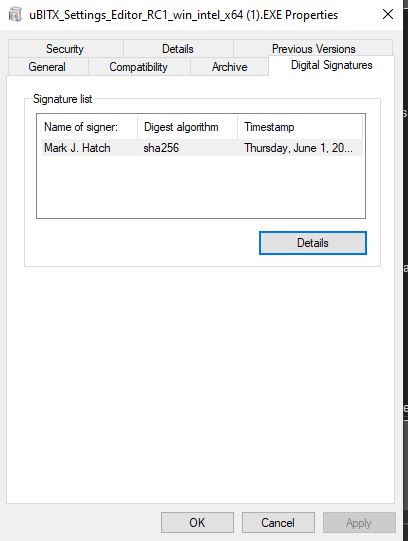 uBITX_Settings_Editor_RC1_win_intel_x64 (1).EXE Properties
Security Details Previous Versions
General Compatibility Archive Digital Signatures
Signature list
Name of signer: Digest algorithm Timestamp
Mark J. Hatch sha256 Thursday, June 1, 20...
Details
OK Cancel Apply